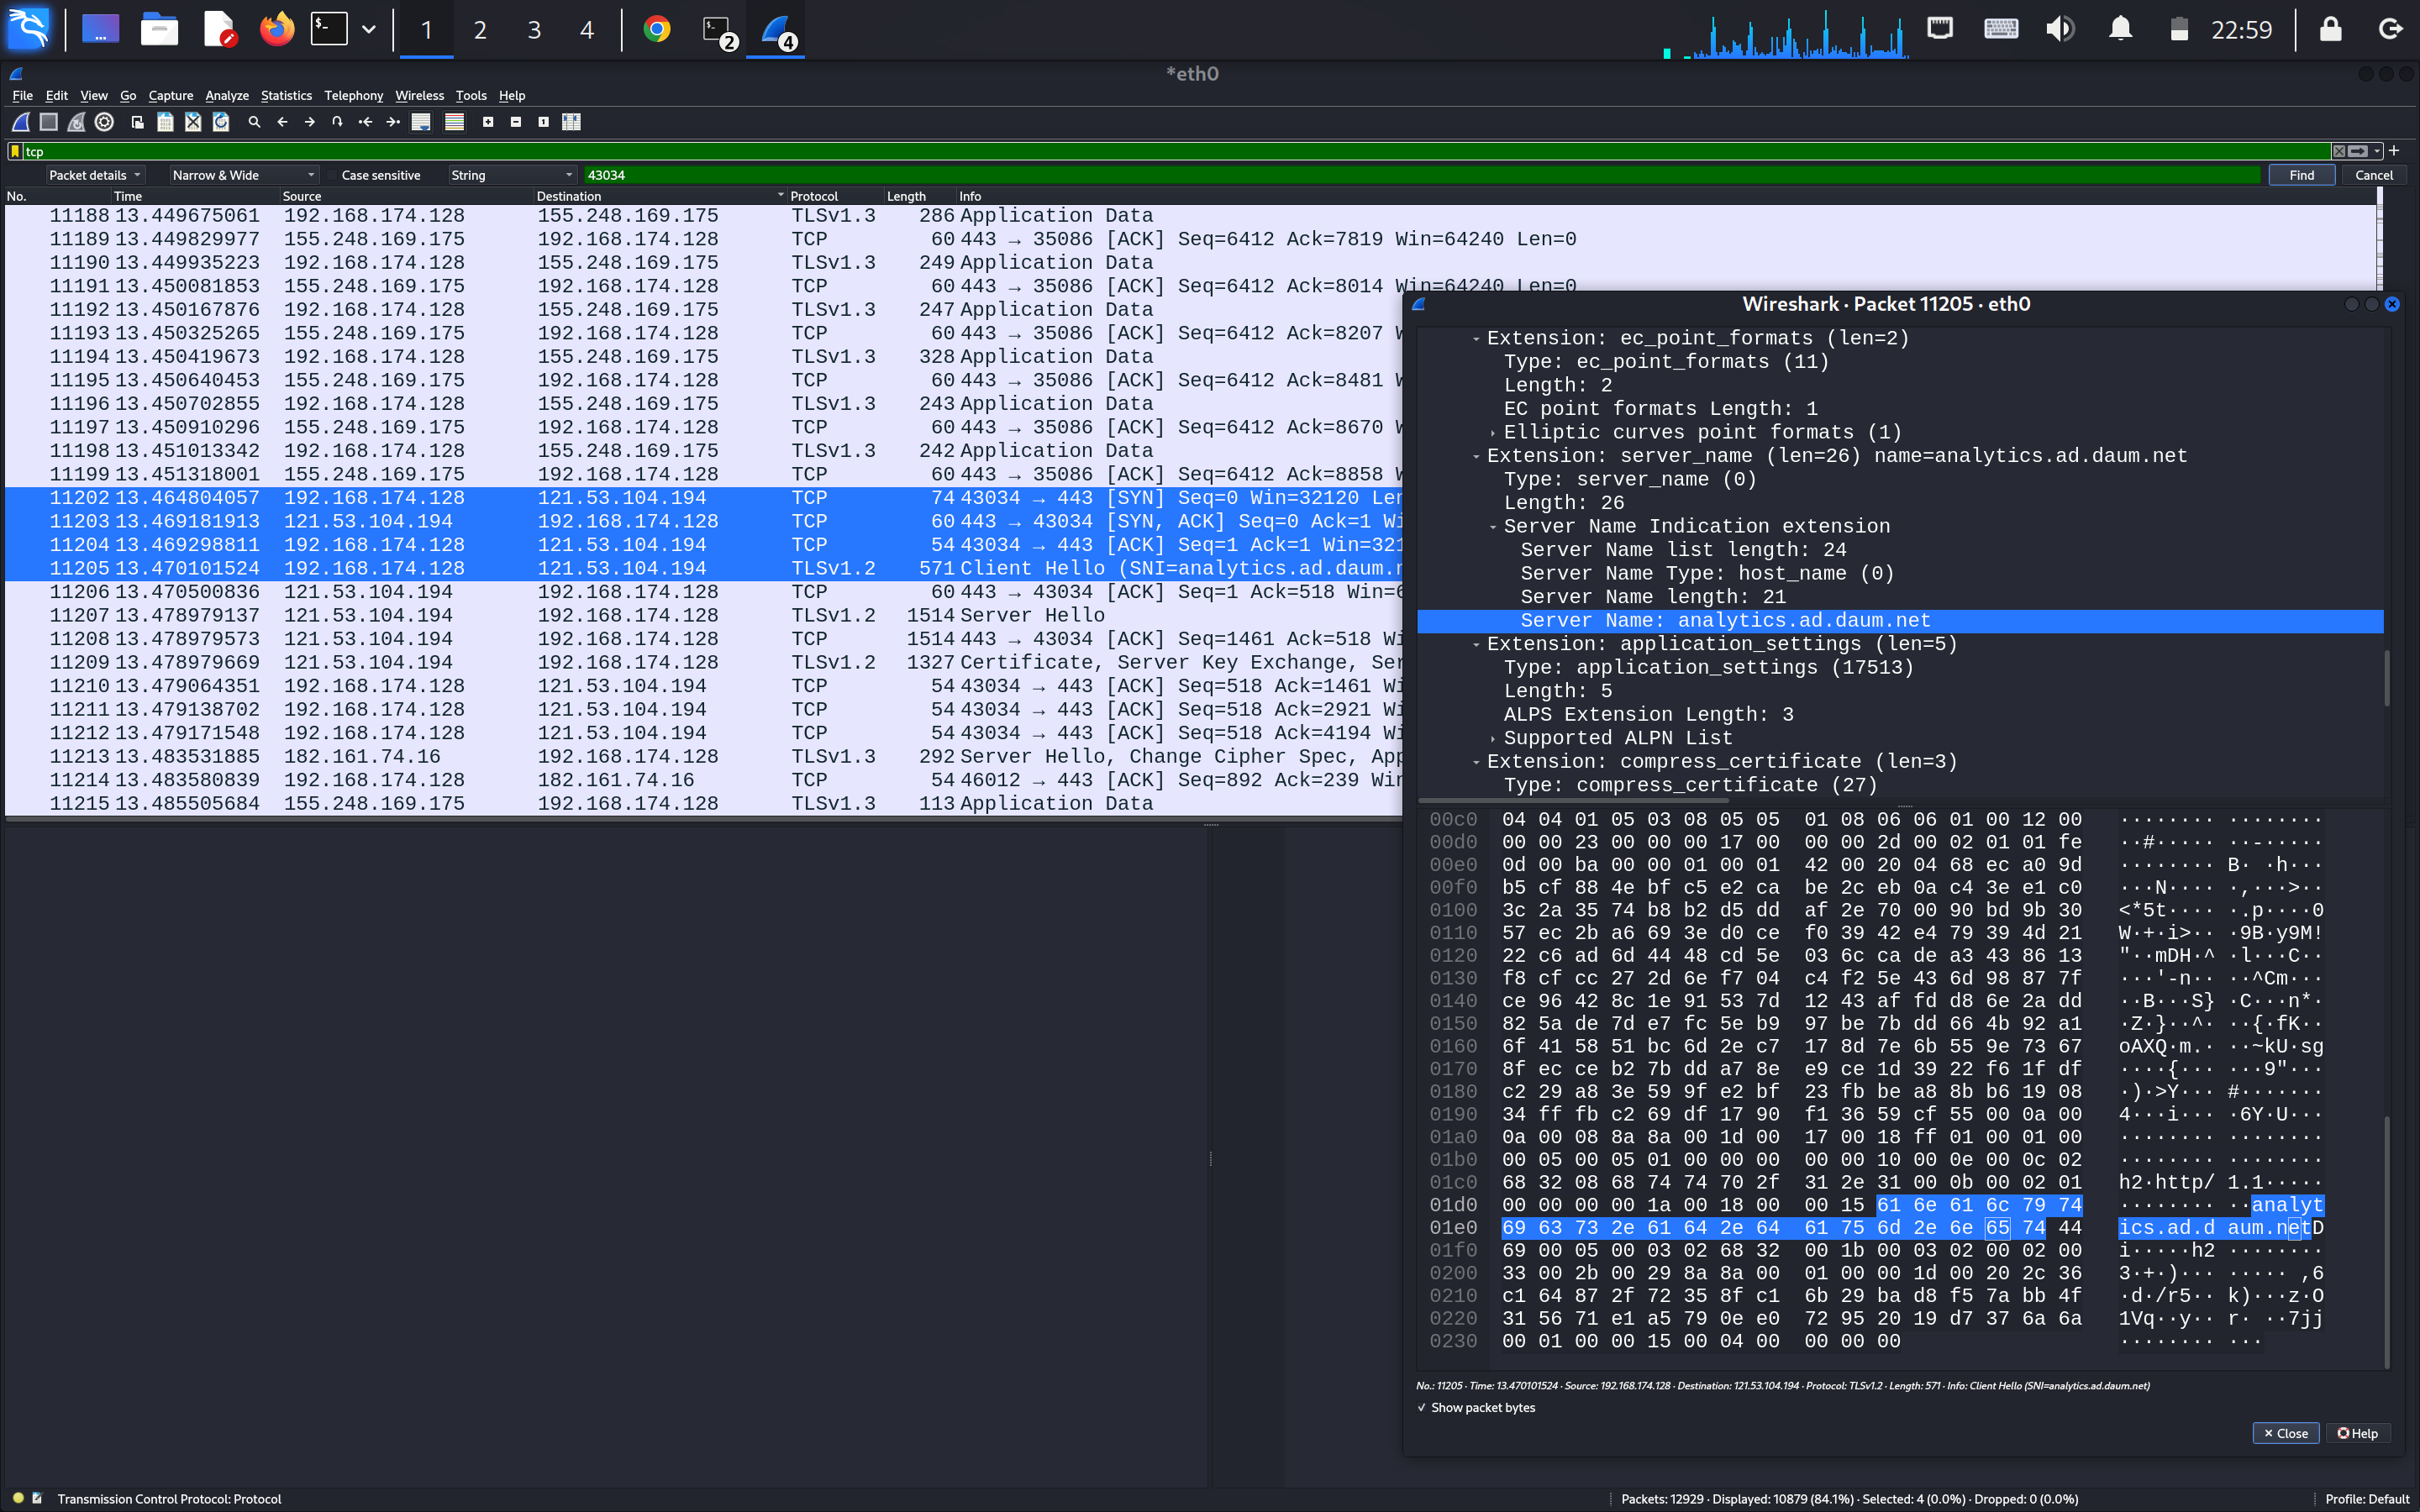 1 2 3 4 2 4 22:59
*eth0
File Edit View Go Capture Analyze Statistics Telephony Wireless Tools Help
tcp
Packet details Narrow & Wide Case sensitive String 43034 Find Cancel
No. Time Source Destination Protocol Length Info
11188 13.449675061 192.168.174.128 155.248.169.175 TLSv1.3 286 Application Data
11189 13.449829977 155.248.169.175 192.168.174.128 TCP 60 443 → 35086 [ACK] Seq=6412 Ack=7819 Win=64240 Len=0
11190 13.449935223 192.168.174.128 155.248.169.175 TLSv1.3 249 Application Data
11191 13.450081853 155.248.169.175 192.168.174.128 TCP 60 443 → 35086 [ACK] Seq=6412 Ack=8014 Win=64240 Len=0
11192 13.450167876 192.168.174.128 155.248.169.175 TLSv1.3 247 Application Data
11193 13.450325265 155.248.169.175 192.168.174.128 TCP 60 443 → 35086 [ACK] Seq=6412 Ack=8207
11194 13.450419673 192.168.174.128 155.248.169.175 TLSv1.3 328 Application Data
11195 13.450640453 155.248.169.175 192.168.174.128 TCP 60 443 → 35086 [ACK] Seq=6412 Ack=8481
11196 13.450702855 192.168.174.128 155.248.169.175 TLSv1.3 243 Application Data
11197 13.450910296 155.248.169.175 192.168.174.128 TCP 60 443 → 35086 [ACK] Seq=6412 Ack=8670
11198 13.451013342 192.168.174.128 155.248.169.175 TLSv1.3 242 Application Data
11199 13.451318001 155.248.169.175 192.168.174.128 TCP 60 443 → 35086 [ACK] Seq=6412 Ack=8858
11202 13.464804057 192.168.174.128 121.53.104.194 TCP 74 43034 → 443 [SYN] Seq=0 Win=32120 Len
11203 13.469181913 121.53.104.194 192.168.174.128 TCP 60 443 → 43034 [SYN, ACK] Seq=0 Ack=1 Wi
11204 13.469298811 192.168.174.128 121.53.104.194 TCP 54 43034 → 443 [ACK] Seq=1 Ack=1 Win=321
11205 13.470101524 192.168.174.128 121.53.104.194 TLSv1.2 571 Client Hello (SNI=analytics.ad.daum.n
11206 13.470500836 121.53.104.194 192.168.174.128 TCP 60 443 → 43034 [ACK] Seq=1 Ack=518 Win=6
11207 13.478979137 121.53.104.194 192.168.174.128 TLSv1.2 1514 Server Hello
11208 13.478979573 121.53.104.194 192.168.174.128 TCP 1514 443 → 43034 [ACK] Seq=1461 Ack=518 Wi
11209 13.478979669 121.53.104.194 192.168.174.128 TLSv1.2 1327 Certificate, Server Key Exchange, Ser
11210 13.479064351 192.168.174.128 121.53.104.194 TCP 54 43034 → 443 [ACK] Seq=518 Ack=1461 Wi
11211 13.479138702 192.168.174.128 121.53.104.194 TCP 54 43034 → 443 [ACK] Seq=518 Ack=2921 Wi
11212 13.479171548 192.168.174.128 121.53.104.194 TCP 54 43034 → 443 [ACK] Seq=518 Ack=4194 Wi
11213 13.483531885 182.161.74.16 192.168.174.128 TLSv1.3 292 Server Hello, Change Cipher Spec, App
11214 13.483580839 192.168.174.128 182.161.74.16 TCP 54 46012 → 443 [ACK] Seq=892 Ack=239 Win
11215 13.485505684 155.248.169.175 192.168.174.128 TLSv1.3 113 Application Data
Wireshark · Packet 11205 · eth0
Extension: ec_point_formats (len=2)
Type: ec_point_formats (11)
Length: 2
EC point formats Length: 1
Elliptic curves point formats (1)
Extension: server_name (len=26) name=analytics.ad.daum.net
Type: server_name (0)
Length: 26
Server Name Indication extension
Server Name list length: 24
Server Name Type: host_name (0)
Server Name length: 21
Server Name: analytics.ad.daum.net
Extension: application_settings (len=5)
Type: application_settings (17513)
Length: 5
ALPS Extension Length: 3
Supported ALPN List
Extension: compress_certificate (len=3)
Type: compress_certificate (27)
00c0 04 04 01 05 03 08 05 05 01 08 06 06 01 00 12 00 ········ ········
00d0 00 00 23 00 00 00 17 00 00 00 2d 00 02 01 01 fe ··#····· ··-·····
00e0 0d 00 ba 00 00 01 00 01 42 00 20 04 68 ec a0 9d ········ B· ·h···
00f0 b5 cf 88 4e bf c5 e2 ca be 2c eb 0a c4 3e e1 c0 ···N···· ·,···>··
0100 3c 2a 35 74 b8 b2 d5 dd af 2e 70 00 90 bd 9b 30 <*5t···· ·.p····0
0110 57 ec 2b a6 69 3e d0 ce f0 39 42 e4 79 39 4d 21 W·+·i>·· ·9B·y9M!
0120 22 c6 ad 6d 44 48 cd 5e 03 6c ca de a3 43 86 13 "··mDH·^ ·l···C··
0130 f8 cf cc 27 2d 6e f7 04 c4 f2 5e 43 6d 98 87 7f ···'-n·· ··^Cm···
0140 ce 96 42 8c 1e 91 53 7d 12 43 af fd d8 6e 2a dd ··B···S} ·C···n*·
0150 82 5a de 7d e7 fc 5e b9 97 be 7b dd 66 4b 92 a1 ·Z·}··^· ··{·fK··
0160 6f 41 58 51 bc 6d 2e c7 17 8d 7e 6b 55 9e 73 67 oAXQ·m.· ··~kU·sg
0170 8f ec ce b2 7b dd a7 8e e9 ce 1d 39 22 f6 1f df ····{··· ···9"···
0180 c2 29 a8 3e 59 9f e2 bf 23 fb be a8 8b b6 19 08 ·)·>Y··· #·······
0190 34 ff fb c2 69 df 17 90 f1 36 59 cf 55 00 0a 00 4···i··· ·6Y·U···
01a0 0a 00 08 8a 8a 00 1d 00 17 00 18 ff 01 00 01 00 ········ ········
01b0 00 05 00 05 01 00 00 00 00 00 10 00 0e 00 0c 02 ········ ········
01c0 68 32 08 68 74 74 70 2f 31 2e 31 00 0b 00 02 01 h2·http/ 1.1·····
01d0 00 00 00 00 1a 00 18 00 00 15 61 6e 61 6c 79 74 ········ ··analyt
01e0 69 63 73 2e 61 64 2e 64 61 75 6d 2e 6e 65 74 44 ics.ad.d aum.netD
01f0 69 00 05 00 03 02 68 32 00 1b 00 03 02 00 02 00 i·····h2 ········
0200 33 00 2b 00 29 8a 8a 00 01 00 00 1d 00 20 2c 36 3·+·)··· ····· ,6
0210 c1 64 87 2f 72 35 8f c1 6b 29 ba d8 f5 7a bb 4f ·d·/r5·· k)···z·O
0220 31 56 71 e1 a5 79 0e e0 72 95 20 19 d7 37 6a 6a 1Vq··y·· r· ··7jj
0230 00 01 00 00 15 00 04 00 00 00 00 ········ ···
No.: 11205 · Time: 13.470101524 · Source: 192.168.174.128 · Destination: 121.53.104.194 · Protocol: TLSv1.2 · Length: 571 · Info: Client Hello (SNI=analytics.ad.daum.net)
✓ Show packet bytes
Close Help
Transmission Control Protocol: Protocol Packets: 12929 · Displayed: 10879 (84.1%) · Selected: 4 (0.0%) · Dropped: 0 (0.0%) Profile: Default